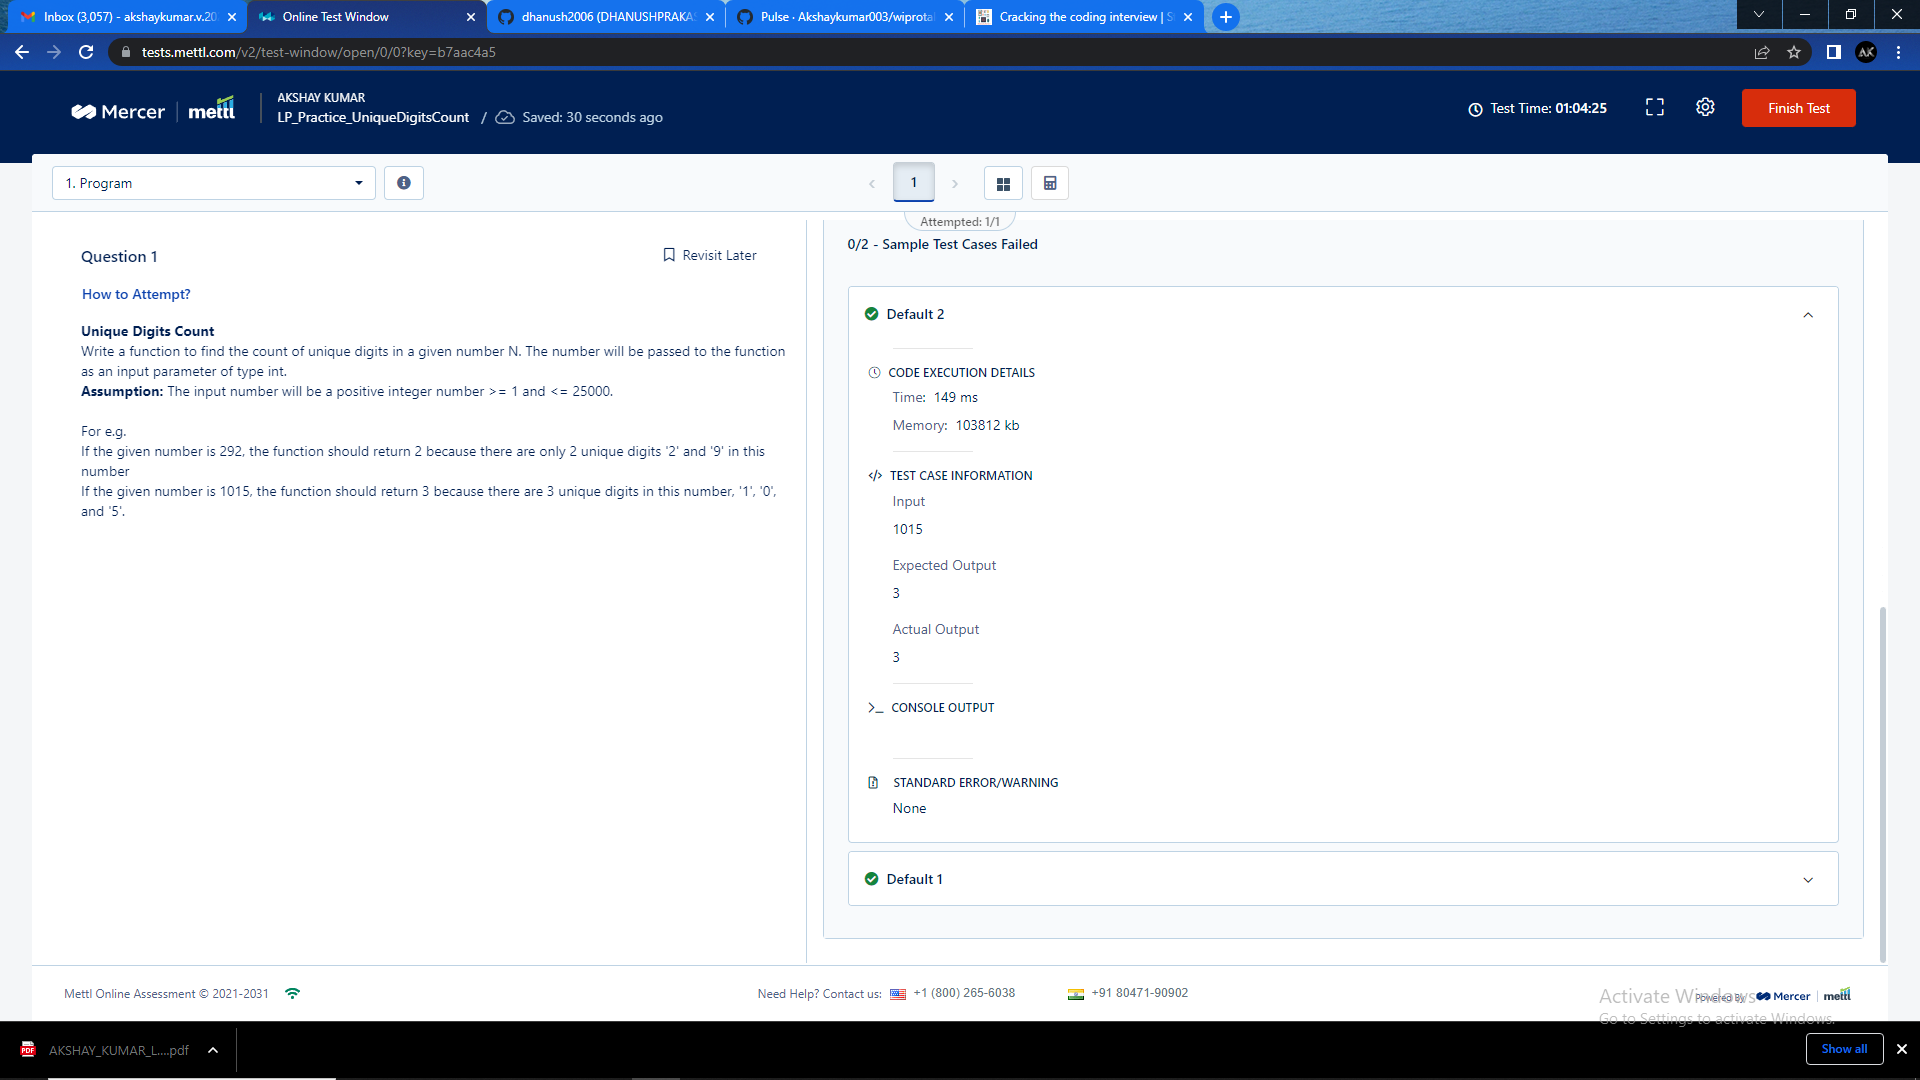 Inbox (3,057) - akshaykumar.v.20
Online Test Window
dhanush2006 (DHANUSHPRAKAS
Pulse · Akshaykumar003/wiprotal
Cracking the coding interview | S
tests.mettl.com/v2/test-window/open/0/0?key=b7aac4a5
AK
Mercer | mettl
AKSHAY KUMAR
LP_Practice_UniqueDigitsCount / Saved: 30 seconds ago
Test Time: 01:04:25
Finish Test
1. Program
1
Attempted: 1/1
Question 1
Revisit Later
How to Attempt?
Unique Digits Count
Write a function to find the count of unique digits in a given number N. The number will be passed to the function
as an input parameter of type int.
Assumption: The input number will be a positive integer number >= 1 and <= 25000.
For e.g.
If the given number is 292, the function should return 2 because there are only 2 unique digits '2' and '9' in this
number
If the given number is 1015, the function should return 3 because there are 3 unique digits in this number, '1', '0',
and '5'.
0/2 - Sample Test Cases Failed
Default 2
CODE EXECUTION DETAILS
Time: 149 ms
Memory: 103812 kb
</> TEST CASE INFORMATION
Input
1015
Expected Output
3
Actual Output
3
CONSOLE OUTPUT
STANDARD ERROR/WARNING
None
Default 1
Mettl Online Assessment © 2021-2031
Need Help? Contact us: +1 (800) 265-6038 +91 80471-90902
Powered By Mercer | mettl
Activate Windows
Go to Settings to activate Windows.
PDF
AKSHAY_KUMAR_L....pdf
Show all